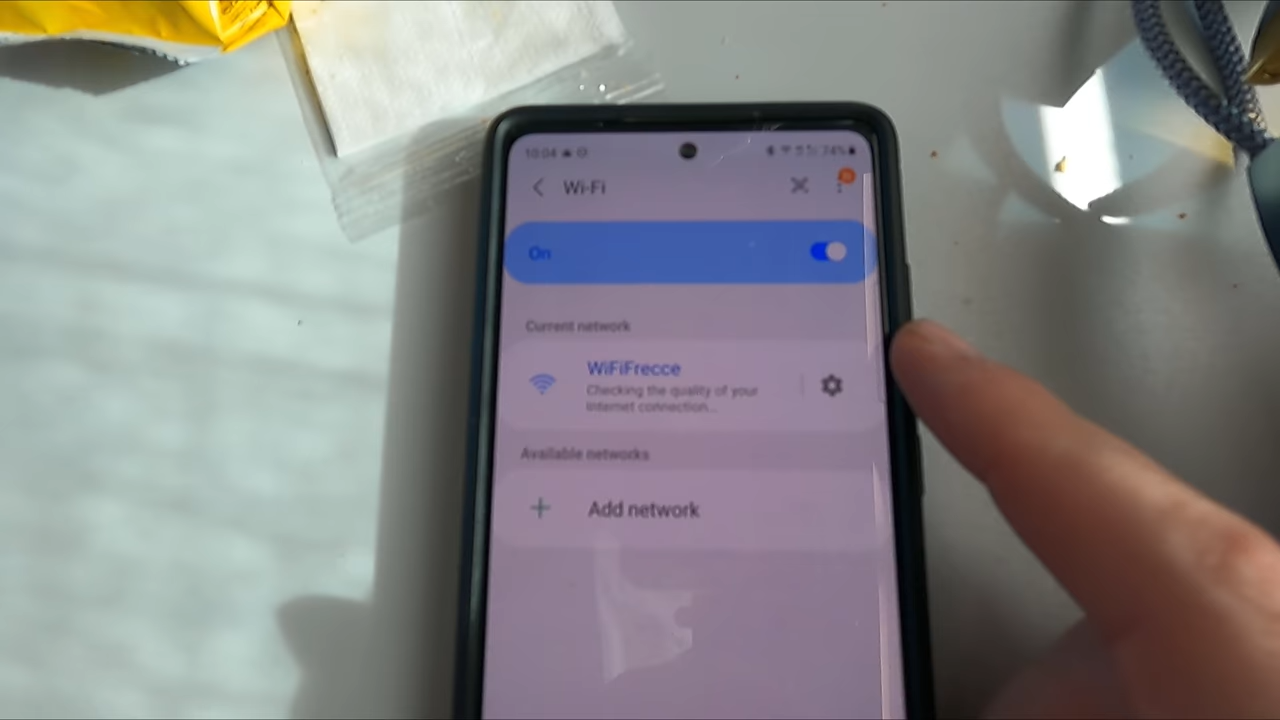 10:04
74%
Wi-Fi
On
Current network
WiFiFrecce
Checking the quality of your
Internet connection...
Available networks
Add network